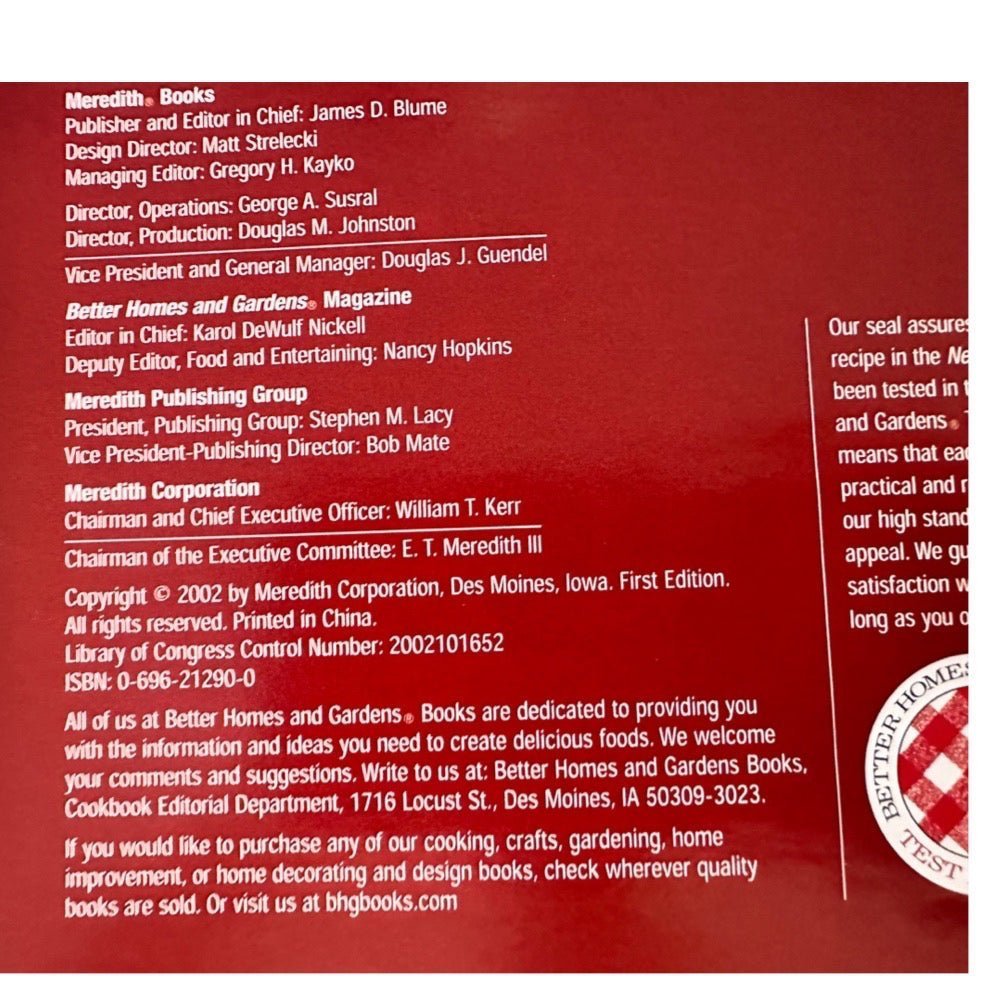 Meredith® Books
Publisher and Editor in Chief: James D. Blume
Design Director: Matt Strelecki
Managing Editor: Gregory H. Kayko
Director, Operations: George A. Susral
Director, Production: Douglas M. Johnston
Vice President and General Manager: Douglas J. Guendel
Better Homes and Gardens® Magazine
Editor in Chief: Karol DeWulf Nickell
Deputy Editor, Food and Entertaining: Nancy Hopkins
Meredith Publishing Group
President, Publishing Group: Stephen M. Lacy
Vice President-Publishing Director: Bob Mate
Meredith Corporation
Chairman and Chief Executive Officer: William T. Kerr
Chairman of the Executive Committee: E. T. Meredith III
Copyright © 2002 by Meredith Corporation, Des Moines, Iowa. First Edition.
All rights reserved. Printed in China.
Library of Congress Control Number: 2002101652
ISBN: 0-696-21290-0
All of us at Better Homes and Gardens® Books are dedicated to providing you
with the information and ideas you need to create delicious foods. We welcome
your comments and suggestions. Write to us at: Better Homes and Gardens Books,
Cookbook Editorial Department, 1716 Locust St., Des Moines, IA 50309-3023.
If you would like to purchase any of our cooking, crafts, gardening, home
improvement, or home decorating and design books, check wherever quality
books are sold. Or visit us at bhgbooks.com
Our seal assures
recipe in the Ne
been tested in t
and Gardens®
means that eac
practical and r
our high stand
appeal. We gu
satisfaction w
long as you o
BETTER HOMES
TEST